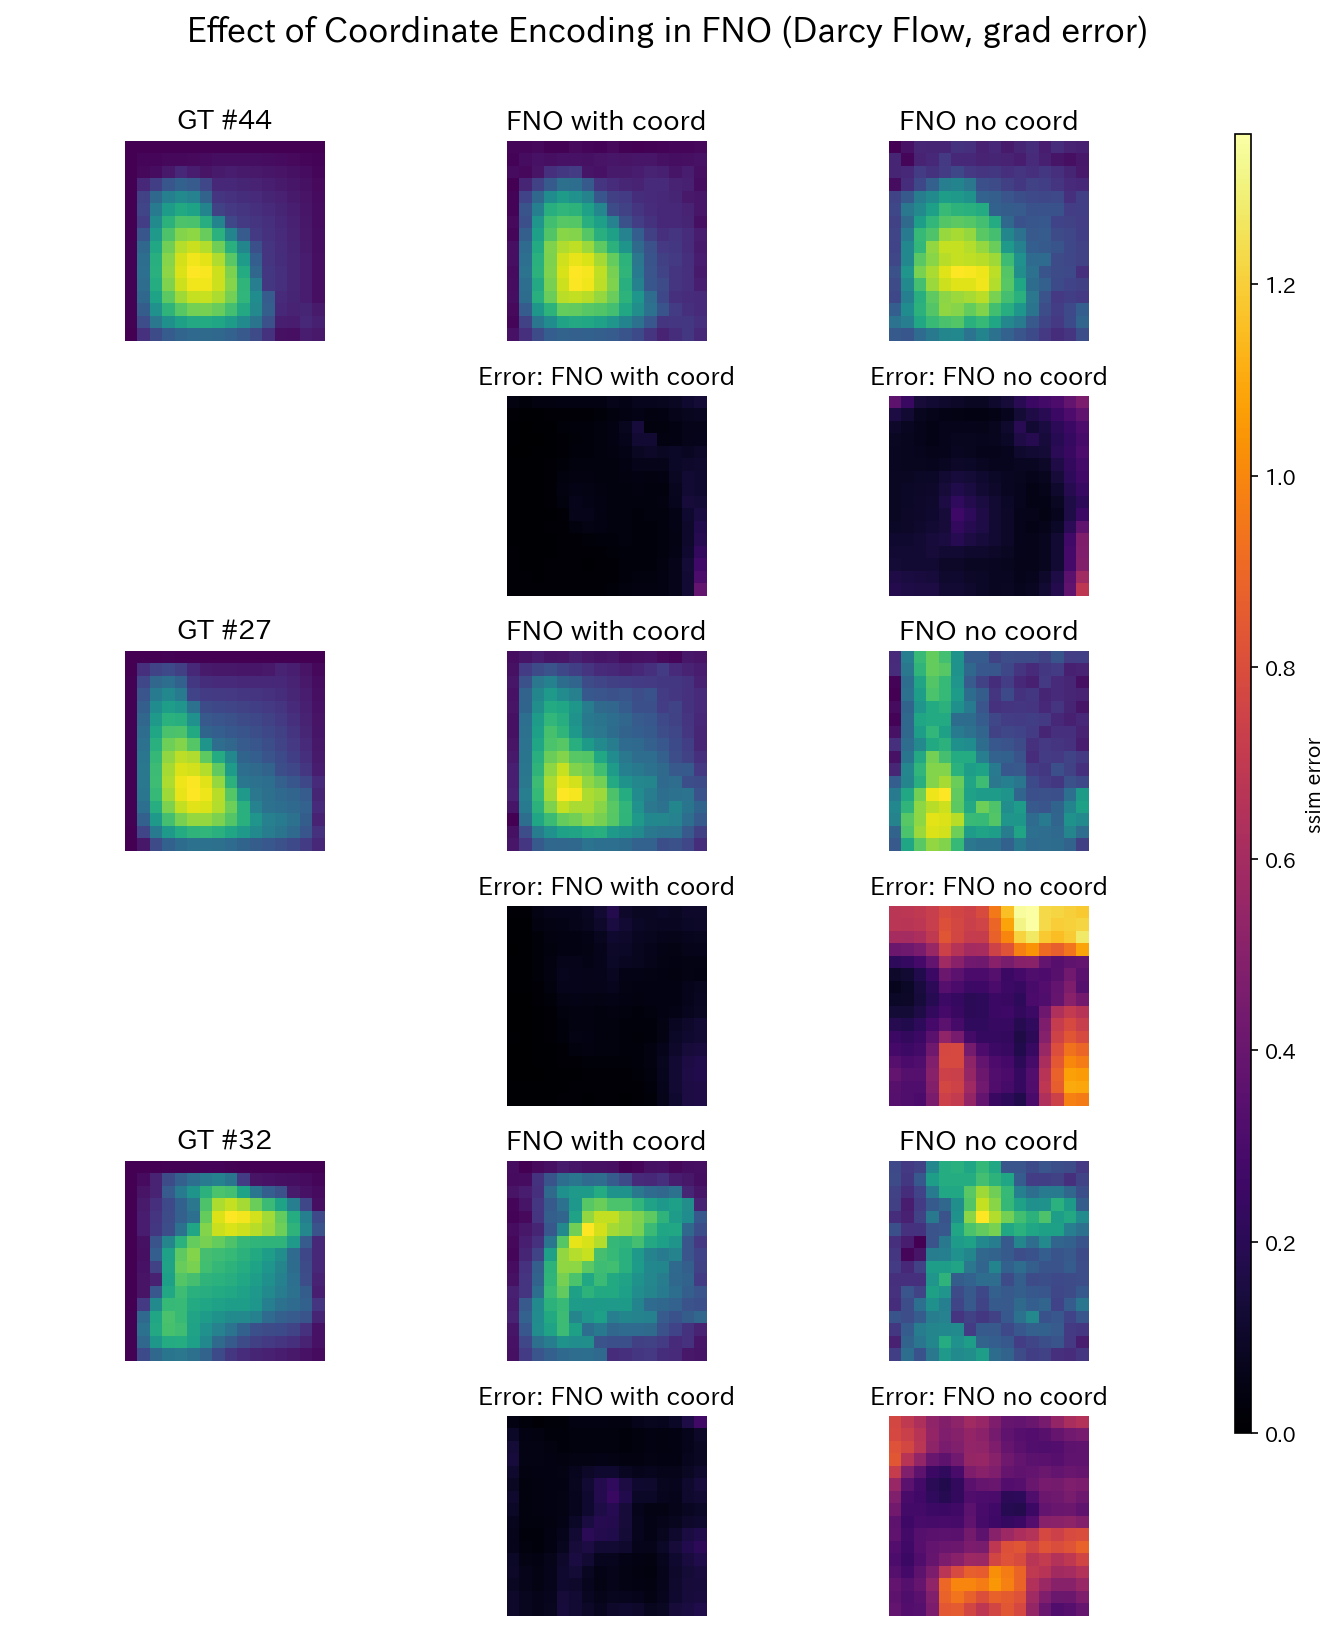 Effect of Coordinate Encoding in FNO (Darcy Flow, grad error)
GT #44
FNO with coord
FNO no coord
Error: FNO with coord
Error: FNO no coord
GT #27
FNO with coord
FNO no coord
Error: FNO with coord
Error: FNO no coord
GT #32
FNO with coord
FNO no coord
Error: FNO with coord
Error: FNO no coord
1.2
1.0
0.8
0.6
0.4
0.2
0.0
ssim error